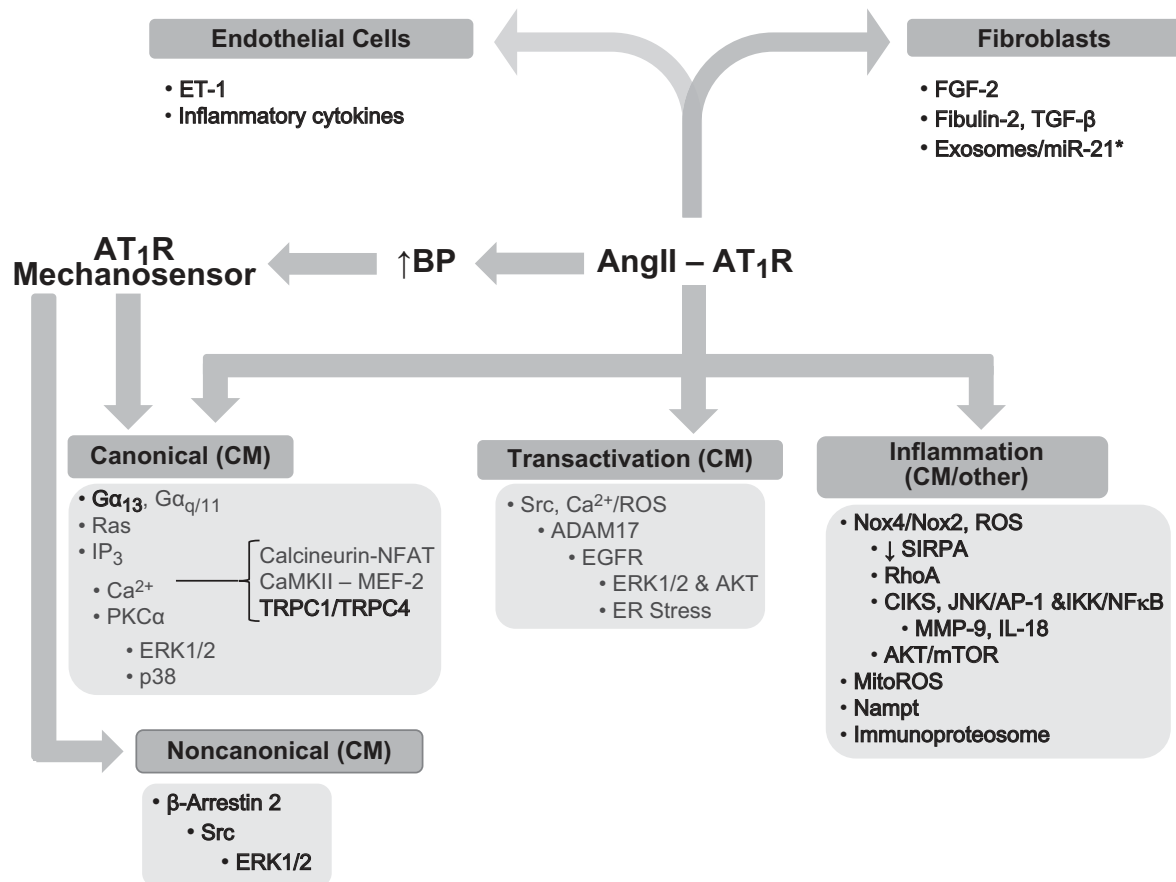 Endothelial Cells
• ET-1
• Inflammatory cytokines
Fibroblasts
• FGF-2
• Fibulin-2, TGF-β
• Exosomes/miR-21*
AT₁R
Mechanosensor
↑BP
AngII – AT₁R
Canonical (CM)
• Gα₁₃, Gα_q/11
• Ras
• IP₃
• Ca²⁺
• PKCα
• ERK1/2
• p38
Calcineurin-NFAT
CaMKII – MEF-2
TRPC1/TRPC4
Transactivation (CM)
• Src, Ca²⁺/ROS
• ADAM17
• EGFR
• ERK1/2 & AKT
• ER Stress
Inflammation
(CM/other)
• Nox4/Nox2, ROS
• ↓ SIRPA
• RhoA
• CIKS, JNK/AP-1 &IKK/NFκB
• MMP-9, IL-18
• AKT/mTOR
• MitoROS
• Nampt
• Immunoproteosome
Noncanonical (CM)
• β-Arrestin 2
• Src
• ERK1/2